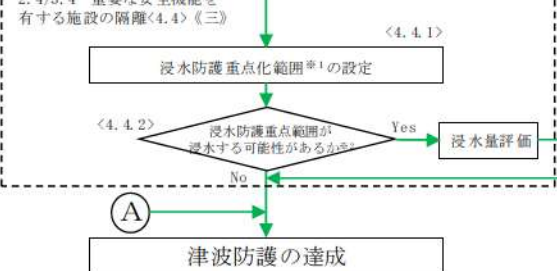 2.4/3.4 重要な安全機能を
有する施設の隔離<4.4>《三》
<4.4.1>
浸水防護重点化範囲※1の設定
<4.4.2>
浸水防護重点範囲が
浸水する可能性があるか※2
Yes
浸水量評価
No
A
津波防護の達成